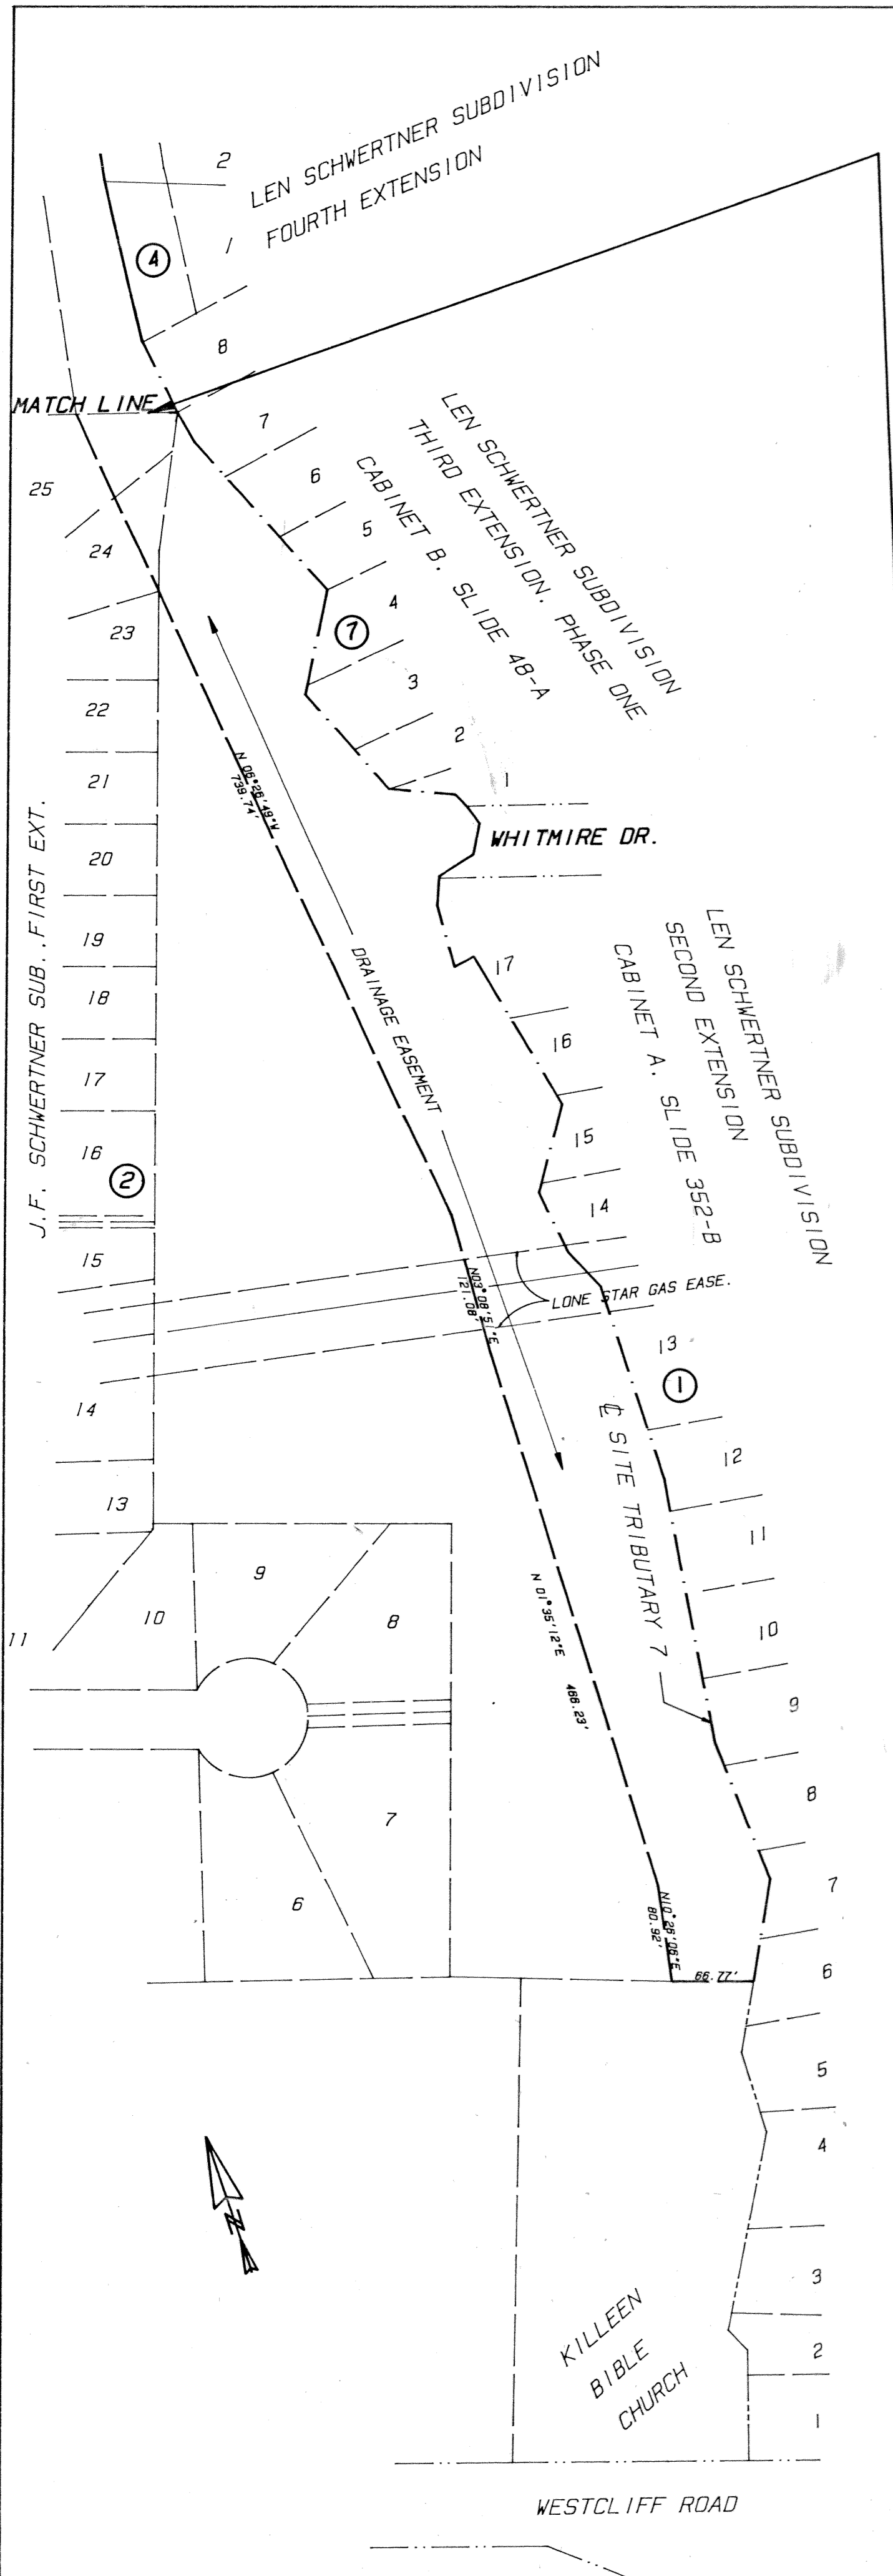 2
LEN SCHWERTNER SUBDIVISION
FOURTH EXTENSION
1
4
8
MATCH LINE
7
LEN SCHWERTNER SUBDIVISION
THIRD EXTENSION, PHASE ONE
CABINET B, SLIDE 48-A
25
6
5
24
4
7
23
3
22
2
21
1
N 06°26'49"W
739.74'
WHITMIRE DR.
J.F. SCHWERTNER SUB., FIRST EXT.
20
LEN SCHWERTNER SUBDIVISION
SECOND EXTENSION
CABINET A, SLIDE 352-B
19
17
DRAINAGE EASEMENT
18
16
17
15
16
2
14
15
N03°08'5 "E
121.08'
LONE STAR GAS EASE.
13
1
14
12
℄ SITE TRIBUTARY 7
13
11
9
N 01°35'12"E 466.23'
10
8
10
11
9
7
8
6
7
N10°26'06"E
80.92'
66.77'
6
5
4
N
3
KILLEEN
BIBLE
CHURCH
2
1
WESTCLIFF ROAD